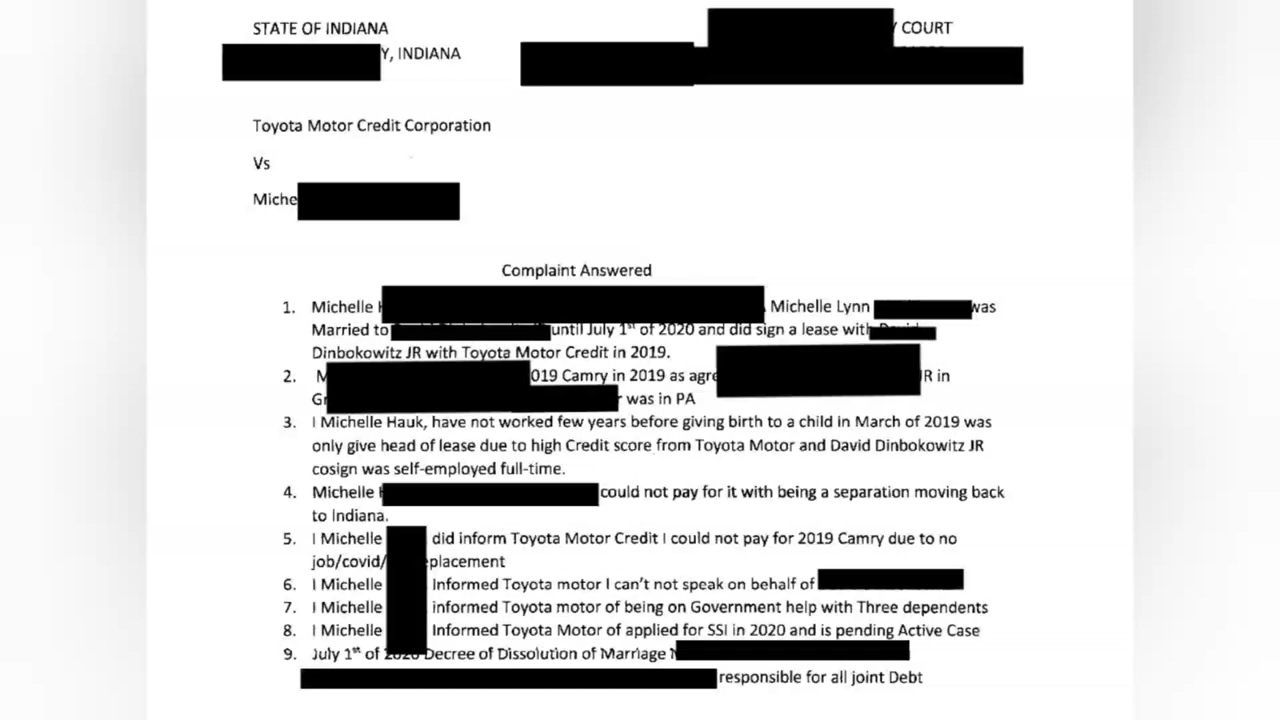 STATE OF INDIANA
COURT
Y, INDIANA
Toyota Motor Credit Corporation
Vs
Miche
Complaint Answered
1. Michelle Michelle Lynn was
Married to until July 1st of 2020 and did sign a lease with
Dinbokowitz JR with Toyota Motor Credit in 2019.
2. M 019 Camry in 2019 as agre JR in
Gr was in PA
3. I Michelle Hauk, have not worked few years before giving birth to a child in March of 2019 was
only give head of lease due to high Credit score from Toyota Motor and David Dinbokowitz JR
cosign was self-employed full-time.
4. Michelle could not pay for it with being a separation moving back
to Indiana.
5. I Michelle did inform Toyota Motor Credit I could not pay for 2019 Camry due to no
job/covid/ eplacement
6. I Michelle Informed Toyota motor I can't not speak on behalf of
7. I Michelle informed Toyota motor of being on Government help with Three dependents
8. I Michelle Informed Toyota Motor of applied for SSI in 2020 and is pending Active Case
9. July 1st of 2020 Decree of Dissolution of Marriage
responsible for all joint Debt